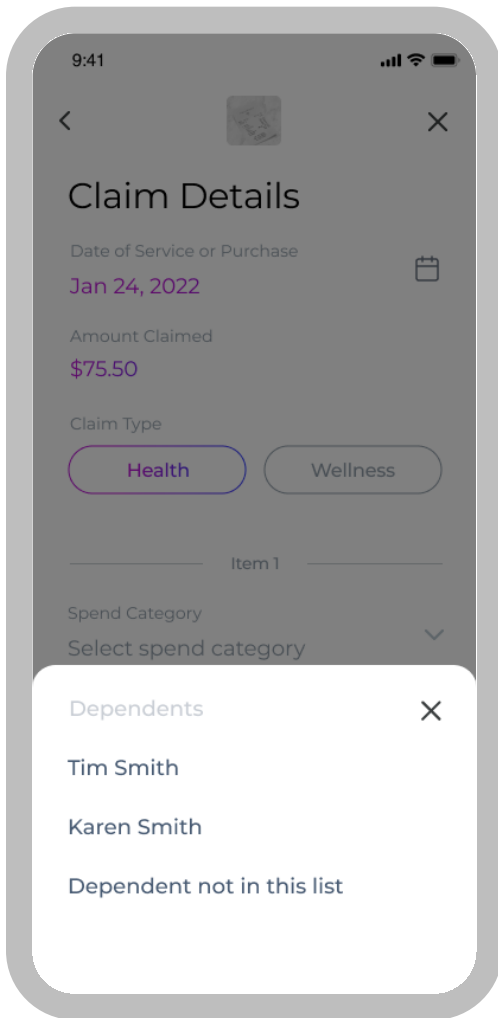 9:41
Claim Details
Date of Service or Purchase
Jan 24, 2022
Amount Claimed
$75.50
Claim Type
Health
Wellness
Item 1
Spend Category
Select spend category
Dependents
Tim Smith
Karen Smith
Dependent not in this list